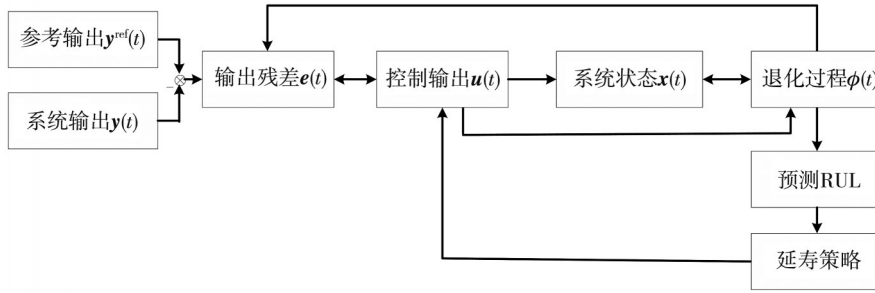 参考输出y^ref(t)
系统输出y(t)
−
输出残差e(t)
控制输出u(t)
系统状态x(t)
退化过程ϕ(t)
预测RUL
延寿策略